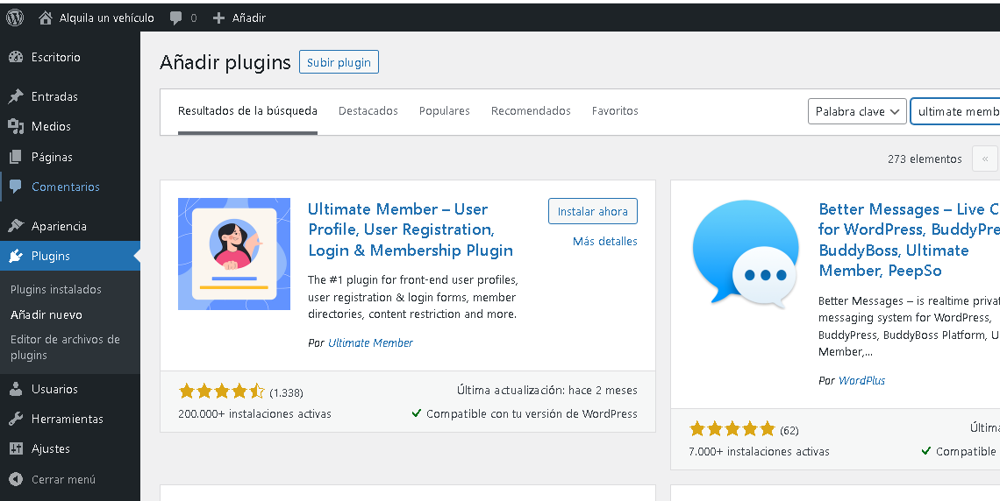 Alquila un vehículo 0 Añadir
Escritorio
Entradas
Medios
Páginas
Comentarios
Apariencia
Plugins
Plugins instalados
Añadir nuevo
Editor de archivos de
plugins
Usuarios
Herramientas
Ajustes
Cerrar menú
Añadir plugins Subir plugin
Resultados de la búsqueda Destacados Populares Recomendados Favoritos Palabra clave ultimate memb
273 elementos «
Ultimate Member – User
Profile, User Registration,
Login & Membership Plugin
Instalar ahora
Más detalles
The #1 plugin for front-end user profiles,
user registration & login forms, member
directories, content restriction and more.
Por Ultimate Member
(1.338)
200.000+ instalaciones activas
Última actualización: hace 2 meses
Compatible con tu versión de WordPress
Better Messages – Live C
for WordPress, BuddyPre
BuddyBoss, Ultimate
Member, PeepSo
Better Messages – is realtime privat
messaging system for WordPress,
BuddyPress, BuddyBoss Platform, U
Member,...
Por WordPlus
(62)
7.000+ instalaciones activas
Última
Compatible